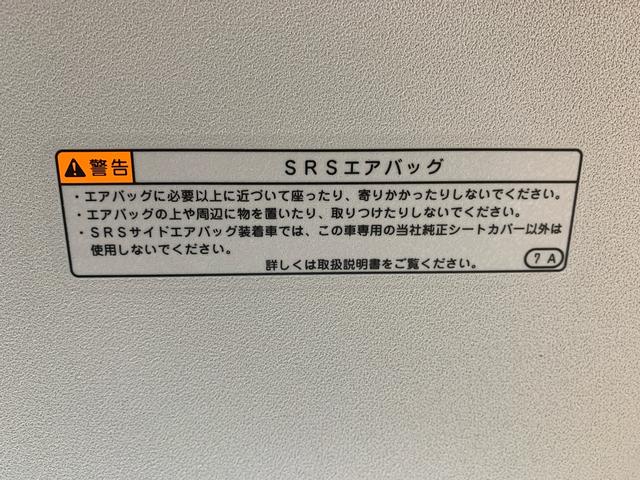 警告 SRSエアバッグ
・エアバッグに必要以上に近づいて座ったり、寄りかかったりしないでください。
・エアバッグの上や周辺に物を置いたり、取りつけたりしないでください。
・SRSサイドエアバッグ装着車では、この車専用の当社純正シートカバー以外は
使用しないでください。
詳しくは取扱説明書をご覧ください。 7A